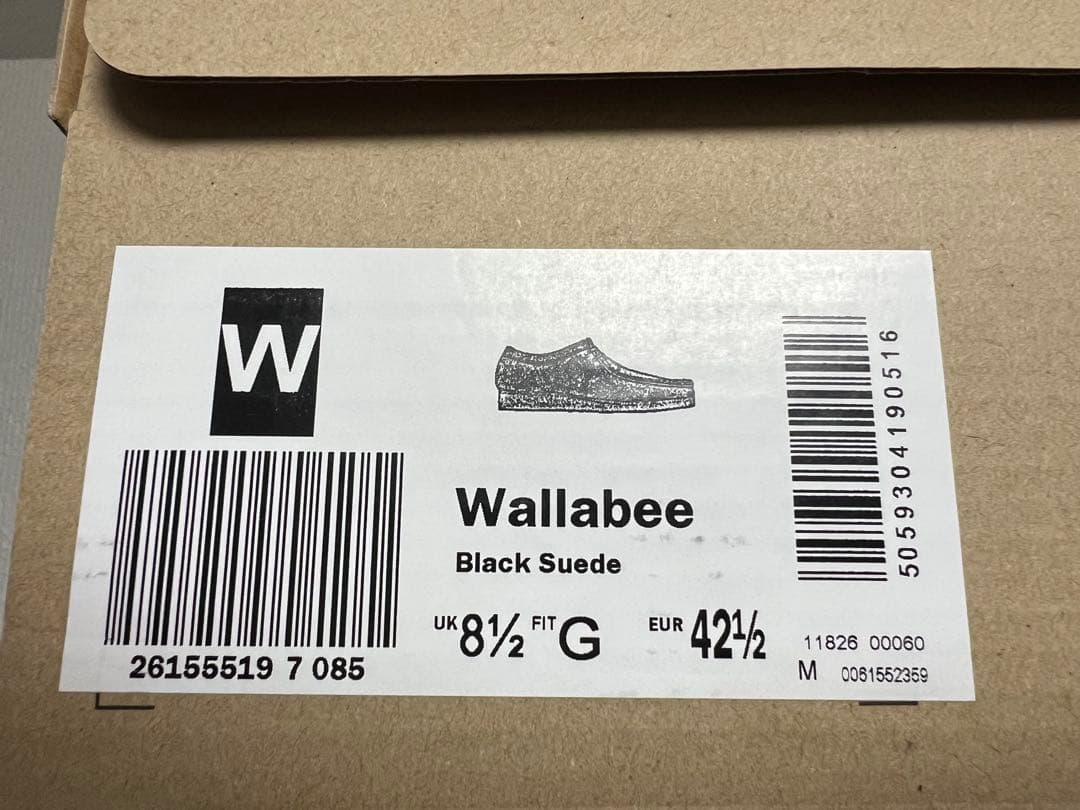 W
26155519 7 085
Wallabee
Black Suede
UK 8½ FIT G EUR 42½
5059304190516
11826 00060
M 0061552359